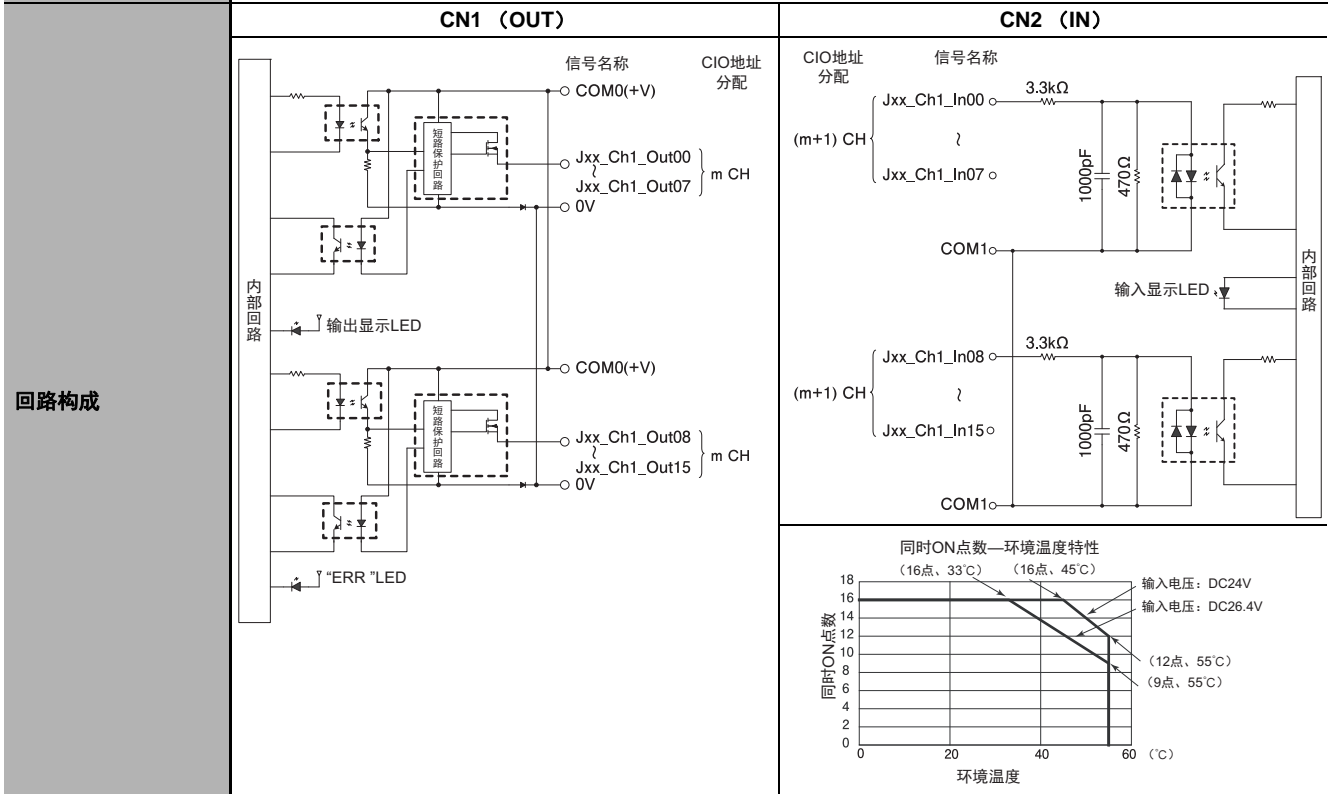 CN1 （OUT）
CN2 （IN）
回路构成
信号名称
CIO地址
分配
COM0(+V)
短路保护回路
Jxx_Ch1_Out00
~
Jxx_Ch1_Out07
m CH
0V
内部回路
输出显示LED
COM0(+V)
短路保护回路
Jxx_Ch1_Out08
~
Jxx_Ch1_Out15
m CH
0V
“ERR ”LED
CIO地址
分配
信号名称
Jxx_Ch1_In00
3.3kΩ
(m+1) CH
~
Jxx_Ch1_In07
1000pF
470Ω
COM1
内部回路
输入显示LED
Jxx_Ch1_In08
3.3kΩ
(m+1) CH
~
Jxx_Ch1_In15
1000pF
470Ω
COM1
同时ON点数—环境温度特性
（16点、33℃）
（16点、45℃）
输入电压：DC24V
输入电压：DC26.4V
（12点、55℃）
（9点、55℃）
同时ON点数
18
16
14
12
10
8
6
4
2
0
0 20 40 60 （℃）
环境温度